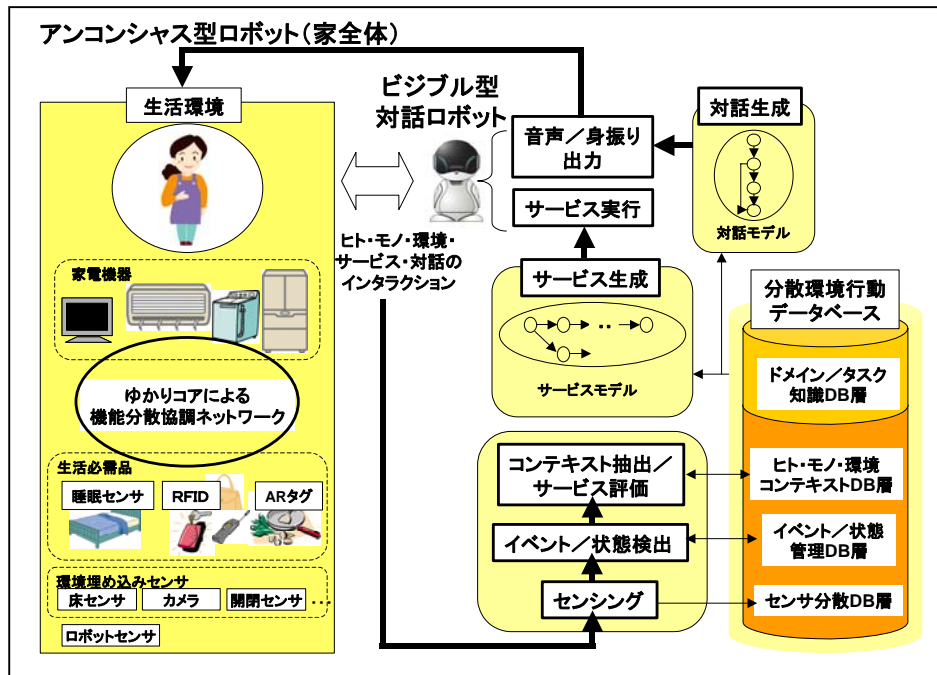 アンコンシャス型ロボット（家全体）
生活環境
ビジブル型
対話ロボット
音声／身振り
出力
サービス実行
対話生成
対話モデル
ヒト・モノ・環境・
サービス・対話の
インタラクション
サービス生成
サービスモデル
分散環境行動
データベース
ドメイン／タスク
知識DB層
ヒト・モノ・環境
コンテキストDB層
イベント／状態
管理DB層
センサ分散DB層
コンテキスト抽出／
サービス評価
イベント／状態検出
センシング
家電機器
ゆかりコアによる
機能分散協調ネットワーク
生活必需品
睡眠センサ
RFID
ARタグ
環境埋め込みセンサ
床センサ
カメラ
開閉センサ
ロボットセンサ